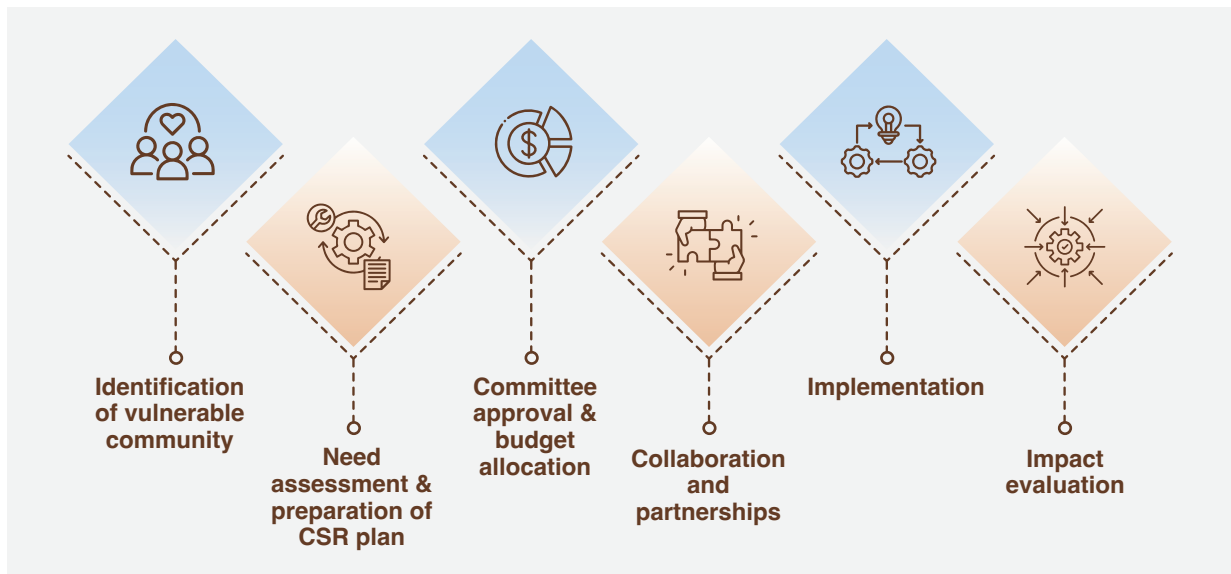 Identification
of vulnerable
community
Need
assessment &
preparation of
CSR plan
Committee
approval &
budget
allocation
Collaboration
and
partnerships
Implementation
Impact
evaluation
$